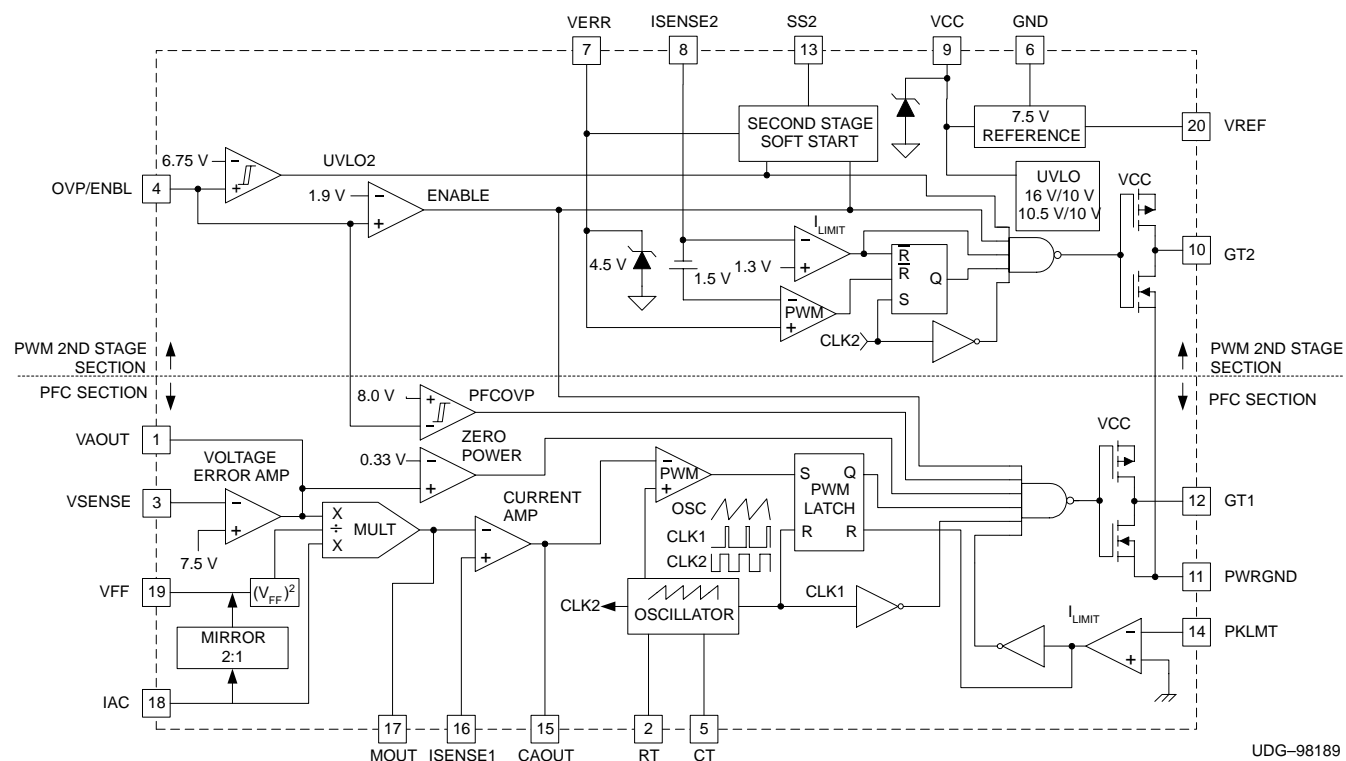 VERR
ISENSE2
SS2
VCC
GND
7
8
13
9
6
SECOND STAGE
SOFT START
7.5 V
REFERENCE
20
VREF
6.75 V
–
+
UVLO2
OVP/ENBL
4
1.9 V
–
+
ENABLE
UVLO
16 V/10 V
10.5 V/10 V
VCC
4.5 V
1.5 V
1.3 V
–
+
I LIMIT
R
R
Q
S
10
GT2
–
+
PWM
CLK2
PWM 2ND STAGE
SECTION
PWM 2ND STAGE
SECTION
PFC SECTION
PFC SECTION
8.0 V
+
–
PFCOVP
VCC
VAOUT
1
0.33 V
–
+
ZERO
POWER
VOLTAGE
ERROR AMP
VSENSE
3
–
+
7.5 V
X
÷
X
MULT
CURRENT
AMP
–
+
–
+
PWM
OSC
CLK1
CLK2
S
Q
PWM
LATCH
R
R
12
GT1
VFF
19
(VFF)2
MIRROR
2:1
CLK2
OSCILLATOR
CLK1
11
PWRGND
I LIMIT
–
+
14
PKLMT
IAC
18
17
16
15
2
5
MOUT
ISENSE1
CAOUT
RT
CT
UDG–98189